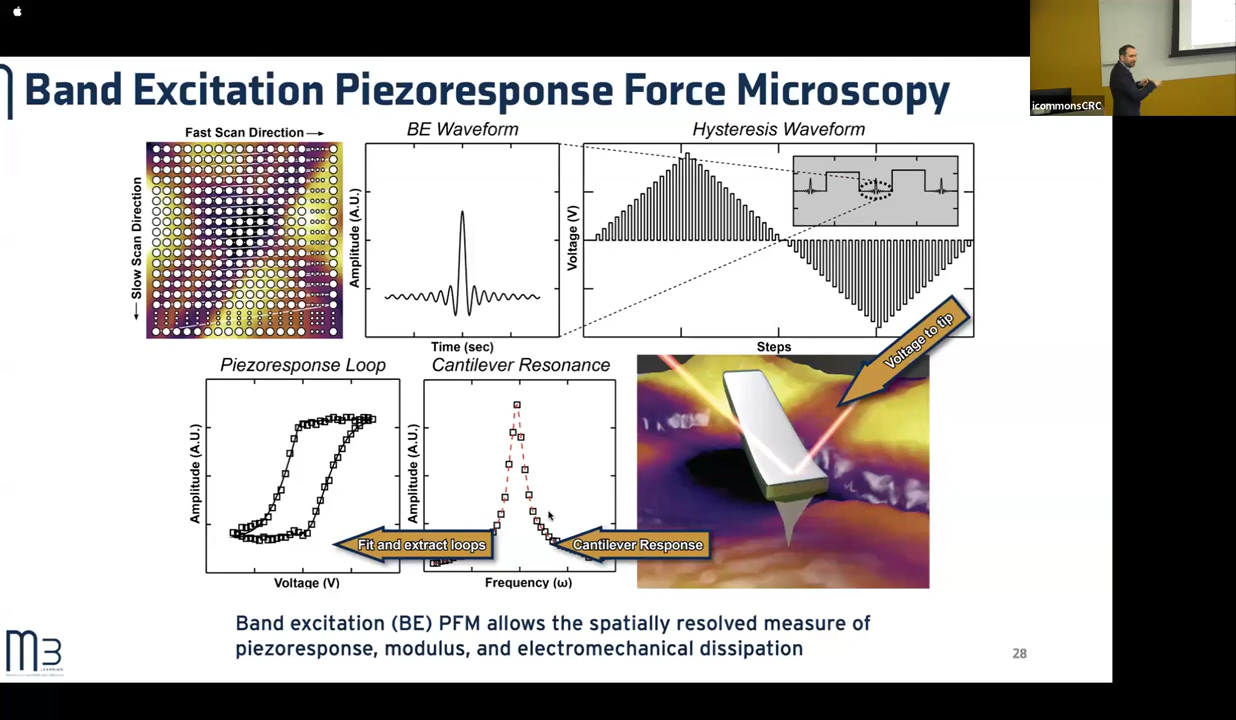 Band Excitation Piezoresponse Force Microscopy
icommonsCRC
Fast Scan Direction
Slow Scan Direction
BE Waveform
Amplitude (A.U.)
Time (sec)
Hysteresis Waveform
Voltage (V)
Steps
Voltage to tip
Piezoresponse Loop
Amplitude (A.U.)
Voltage (V)
Fit and extract loops
Cantilever Resonance
Amplitude (A.U.)
Frequency (ω)
Cantilever Response
Band excitation (BE) PFM allows the spatially resolved measure of
piezoresponse, modulus, and electromechanical dissipation
M3
28